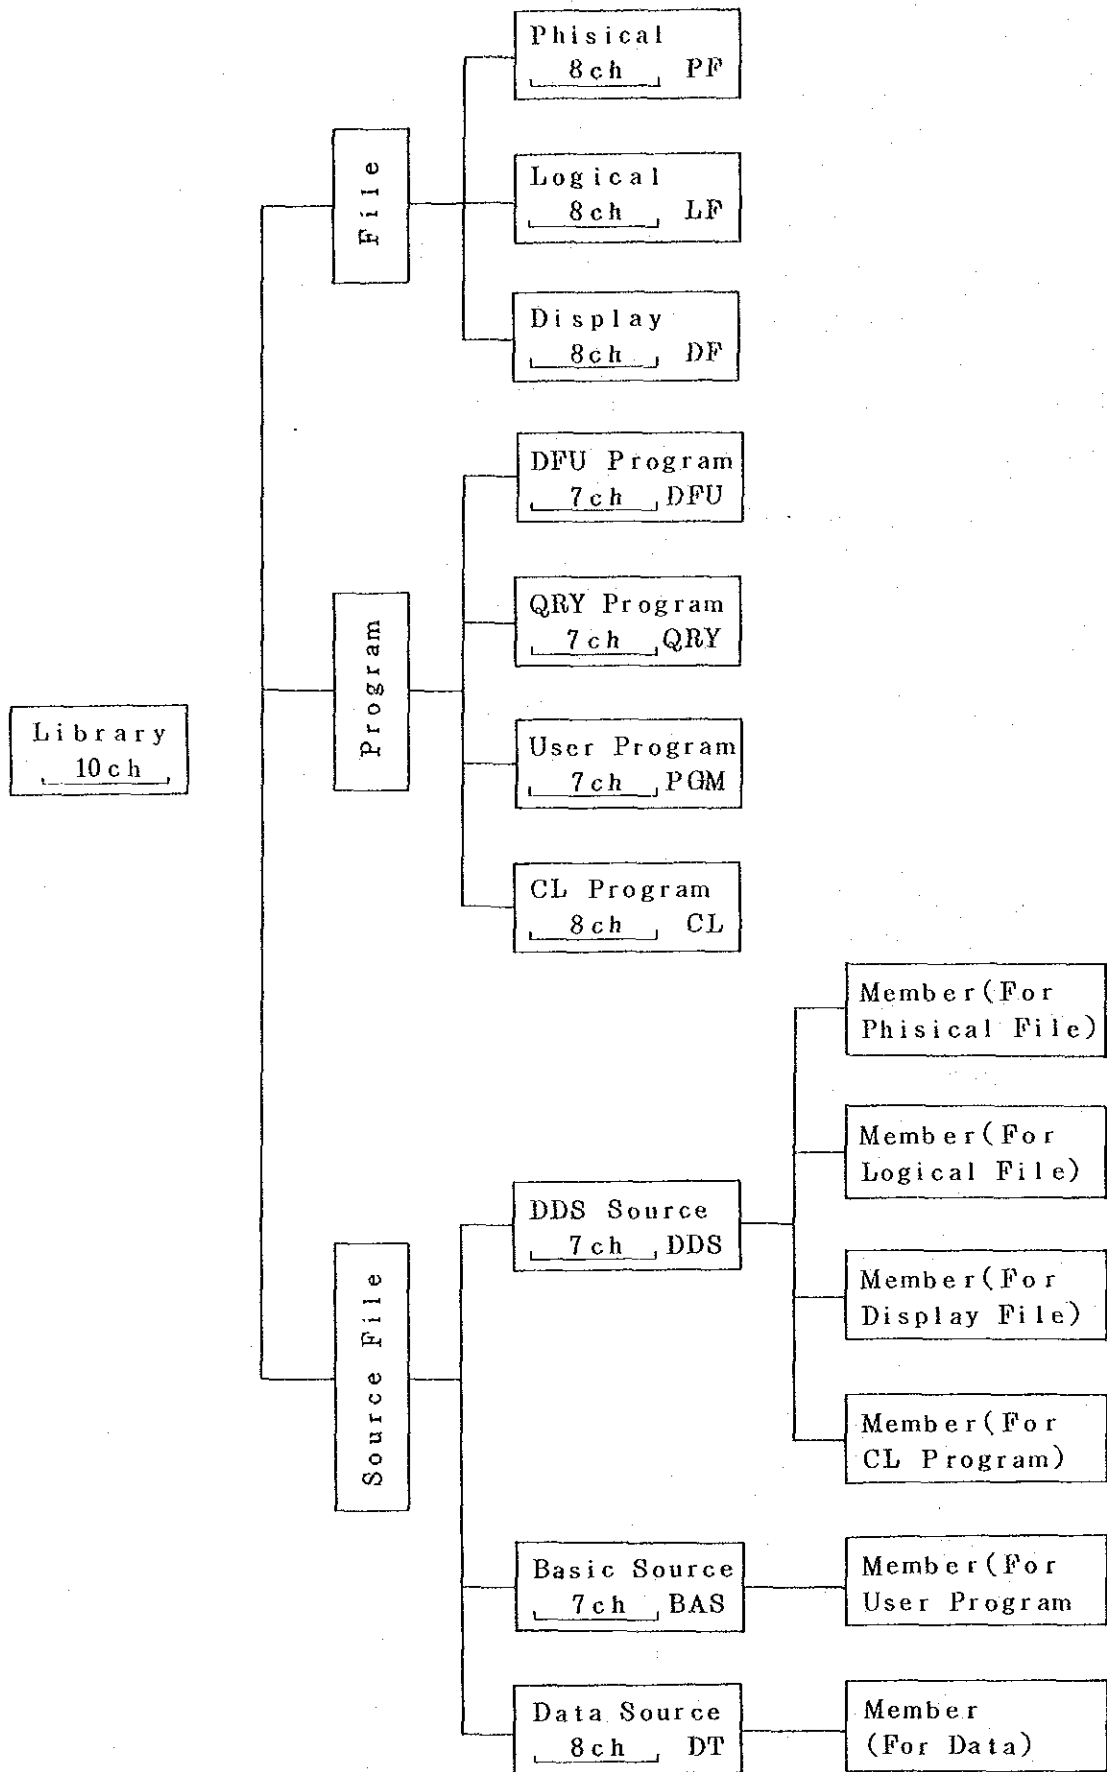 Phisical
8ch PF
File
Logical
8ch LF
Display
8ch DF
DFU Program
7ch DFU
Program
QRY Program
7ch QRY
Library
10ch
User Program
7ch PGM
CL Program
8ch CL
Member(For
Phisical File)
Member(For
Logical File)
Source File
DDS Source
7ch DDS
Member(For
Display File)
Member(For
CL Program)
Basic Source
7ch BAS
Member(For
User Program
Data Source
8ch DT
Member
(For Data)